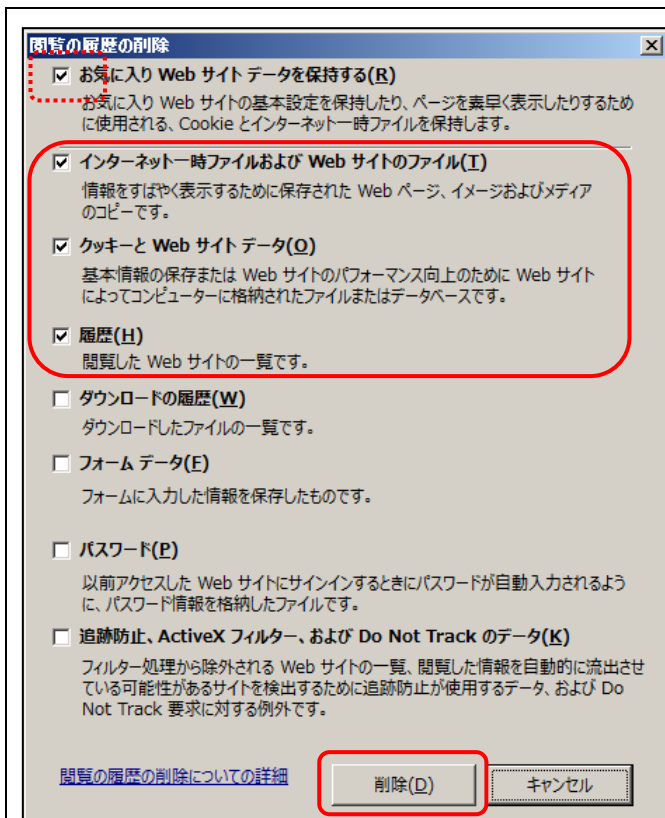 閲覧の履歴の削除
お気に入り Web サイト データを保持する(R)
お気に入り Web サイトの基本設定を保持したり、ページを素早く表示したりするため
に使用される、Cookie とインターネット一時ファイルを保持します。
インターネット一時ファイルおよび Web サイトのファイル(T)
情報をすばやく表示するために保存された Web ページ、イメージおよびメディア
のコピーです。
クッキーと Web サイト データ(O)
基本情報の保存または Web サイトのパフォーマンス向上のために Web サイト
によってコンピューターに格納されたファイルまたはデータベースです。
履歴(H)
閲覧した Web サイトの一覧です。
ダウンロードの履歴(W)
ダウンロードしたファイルの一覧です。
フォーム データ(F)
フォームに入力した情報を保存したものです。
パスワード(P)
以前アクセスした Web サイトにサインインするときにパスワードが自動入力されるよう
に、パスワード情報を格納したファイルです。
追跡防止、ActiveX フィルター、および Do Not Track のデータ(K)
フィルター処理から除外される Web サイトの一覧、閲覧した情報を自動的に流出させ
ている可能性があるサイトを検出するために追跡防止が使用するデータ、および Do
Not Track 要求に対する例外です。
閲覧の履歴の削除についての詳細
削除(D)
キャンセル